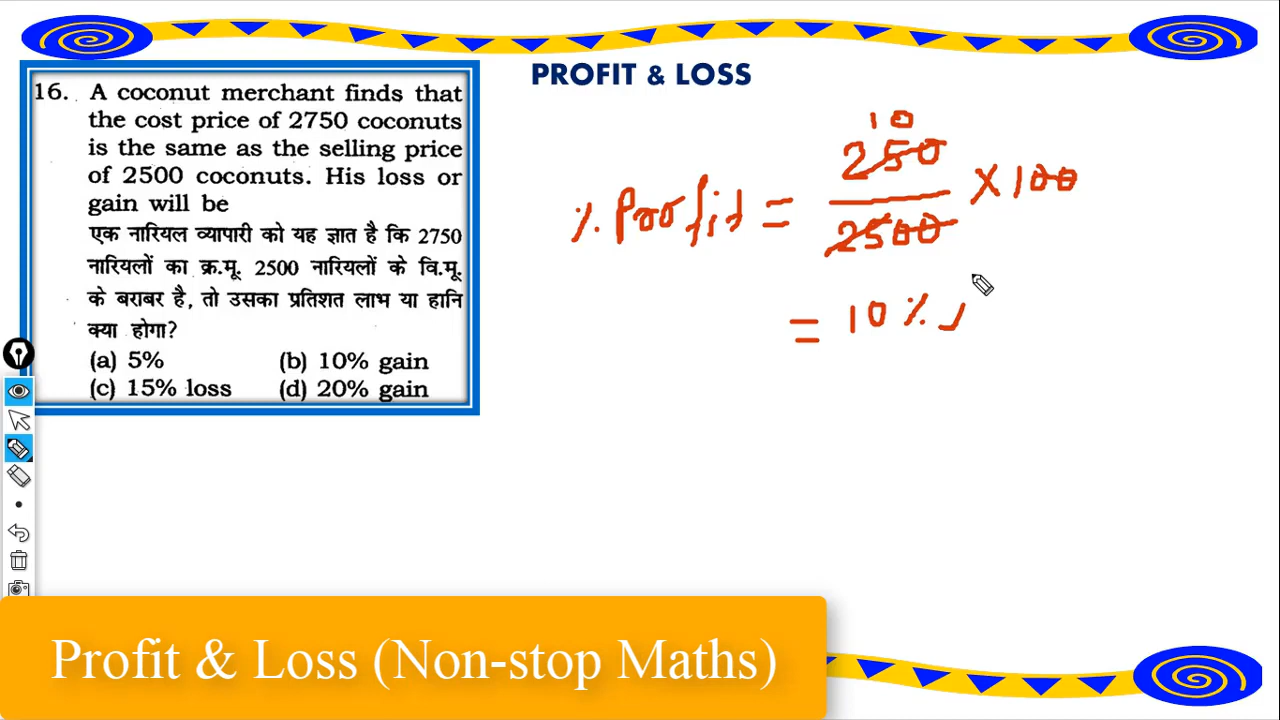 PROFIT & LOSS
16. A coconut merchant finds that
the cost price of 2750 coconuts
is the same as the selling price
of 2500 coconuts. His loss or
gain will be
एक नारियल व्यापारी को यह ज्ञात है कि 2750
नारियलों का क्र.मू. 2500 नारियलों के वि.मू.
के बराबर है, तो उसका प्रतिशत लाभ या हानि
क्या होगा?
(a) 5% (b) 10% gain
(c) 15% loss (d) 20% gain
10
% Profit = 250/2500 × 100
= 10 %
Profit & Loss (Non-stop Maths)